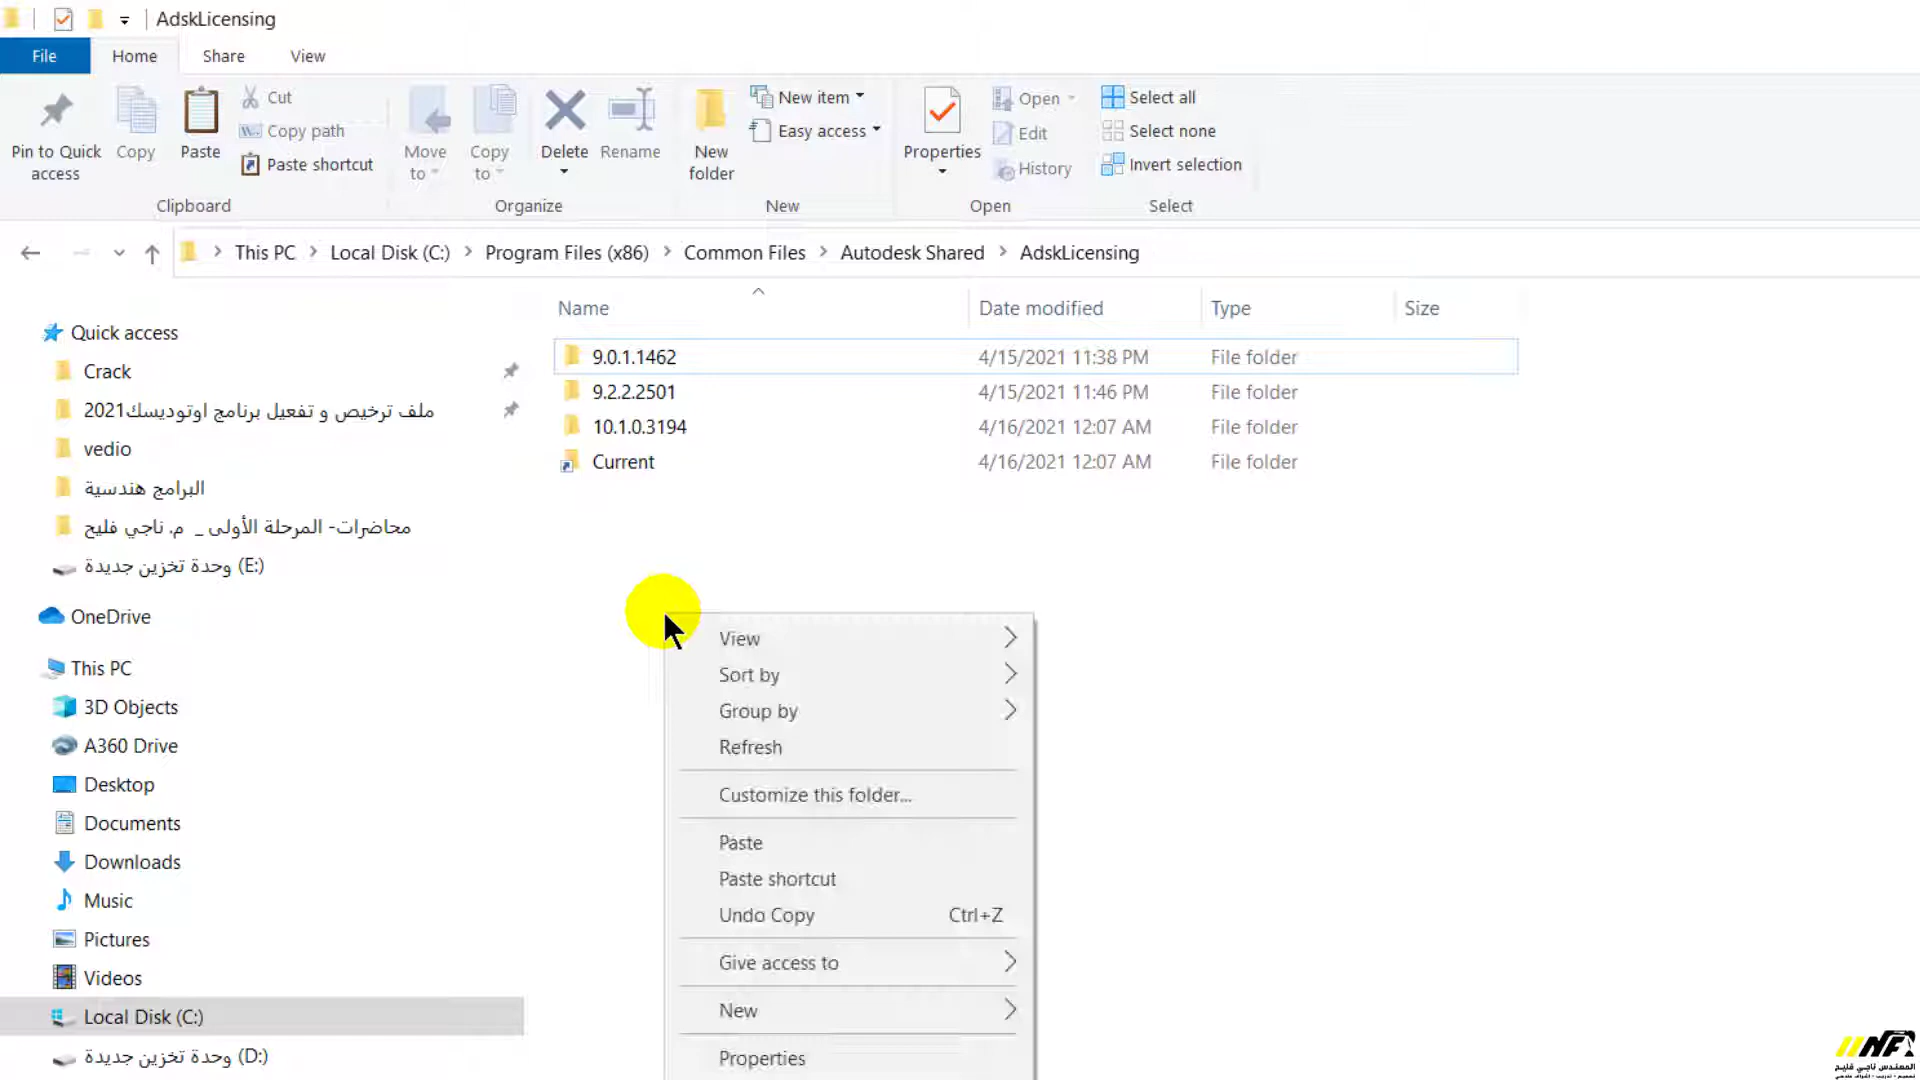 AdskLicensing
File Home Share View
Pin to Quick access
Copy
Paste
Cut
Copy path
Paste shortcut
Clipboard
Move to
Copy to
Delete
Rename
Organize
New folder
New item
Easy access
New
Properties
Open
Edit
History
Open
Select all
Select none
Invert selection
Select
This PC Local Disk (C:) Program Files (x86) Common Files Autodesk Shared AdskLicensing
Name Date modified Type Size
9.0.1.1462 4/15/2021 11:38 PM File folder
9.2.2.2501 4/15/2021 11:46 PM File folder
10.1.0.3194 4/16/2021 12:07 AM File folder
Current 4/16/2021 12:07 AM File folder
Quick access
Crack
ملف ترخيص و تفعيل برنامج اوتوديسك2021
vedio
البرامج هندسية
محاضرات- المرحلة الأولى _ م. ناجي فليح
وحدة تخزين جديدة (E:)
OneDrive
This PC
3D Objects
A360 Drive
Desktop
Documents
Downloads
Music
Pictures
Videos
Local Disk (C:)
وحدة تخزين جديدة (D:)
View
Sort by
Group by
Refresh
Customize this folder...
Paste
Paste shortcut
Undo Copy Ctrl+Z
Give access to
New
Properties
NF
المهندس ناجي فليح